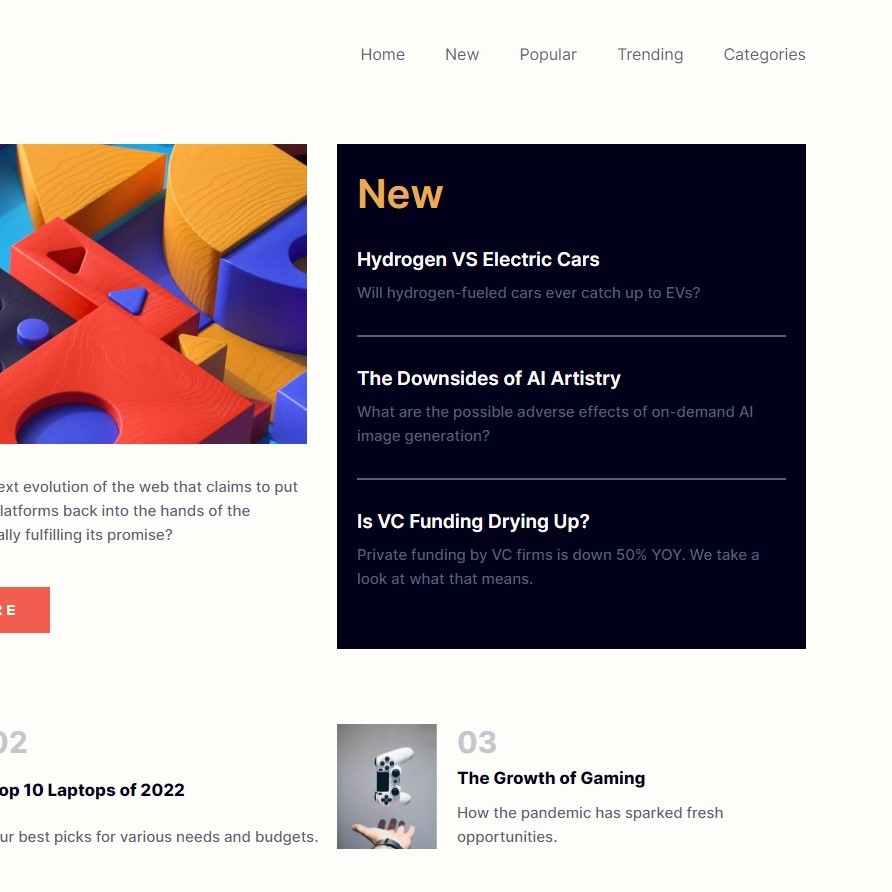 Home New Popular Trending Categories
New
Hydrogen VS Electric Cars
Will hydrogen-fueled cars ever catch up to EVs?
The Downsides of AI Artistry
What are the possible adverse effects of on-demand AI
image generation?
Is VC Funding Drying Up?
Private funding by VC firms is down 50% YOY. We take a
look at what that means.
ext evolution of the web that claims to put
latforms back into the hands of the
ally fulfilling its promise?
RE
02
op 10 Laptops of 2022
ur best picks for various needs and budgets.
03
The Growth of Gaming
How the pandemic has sparked fresh
opportunities.